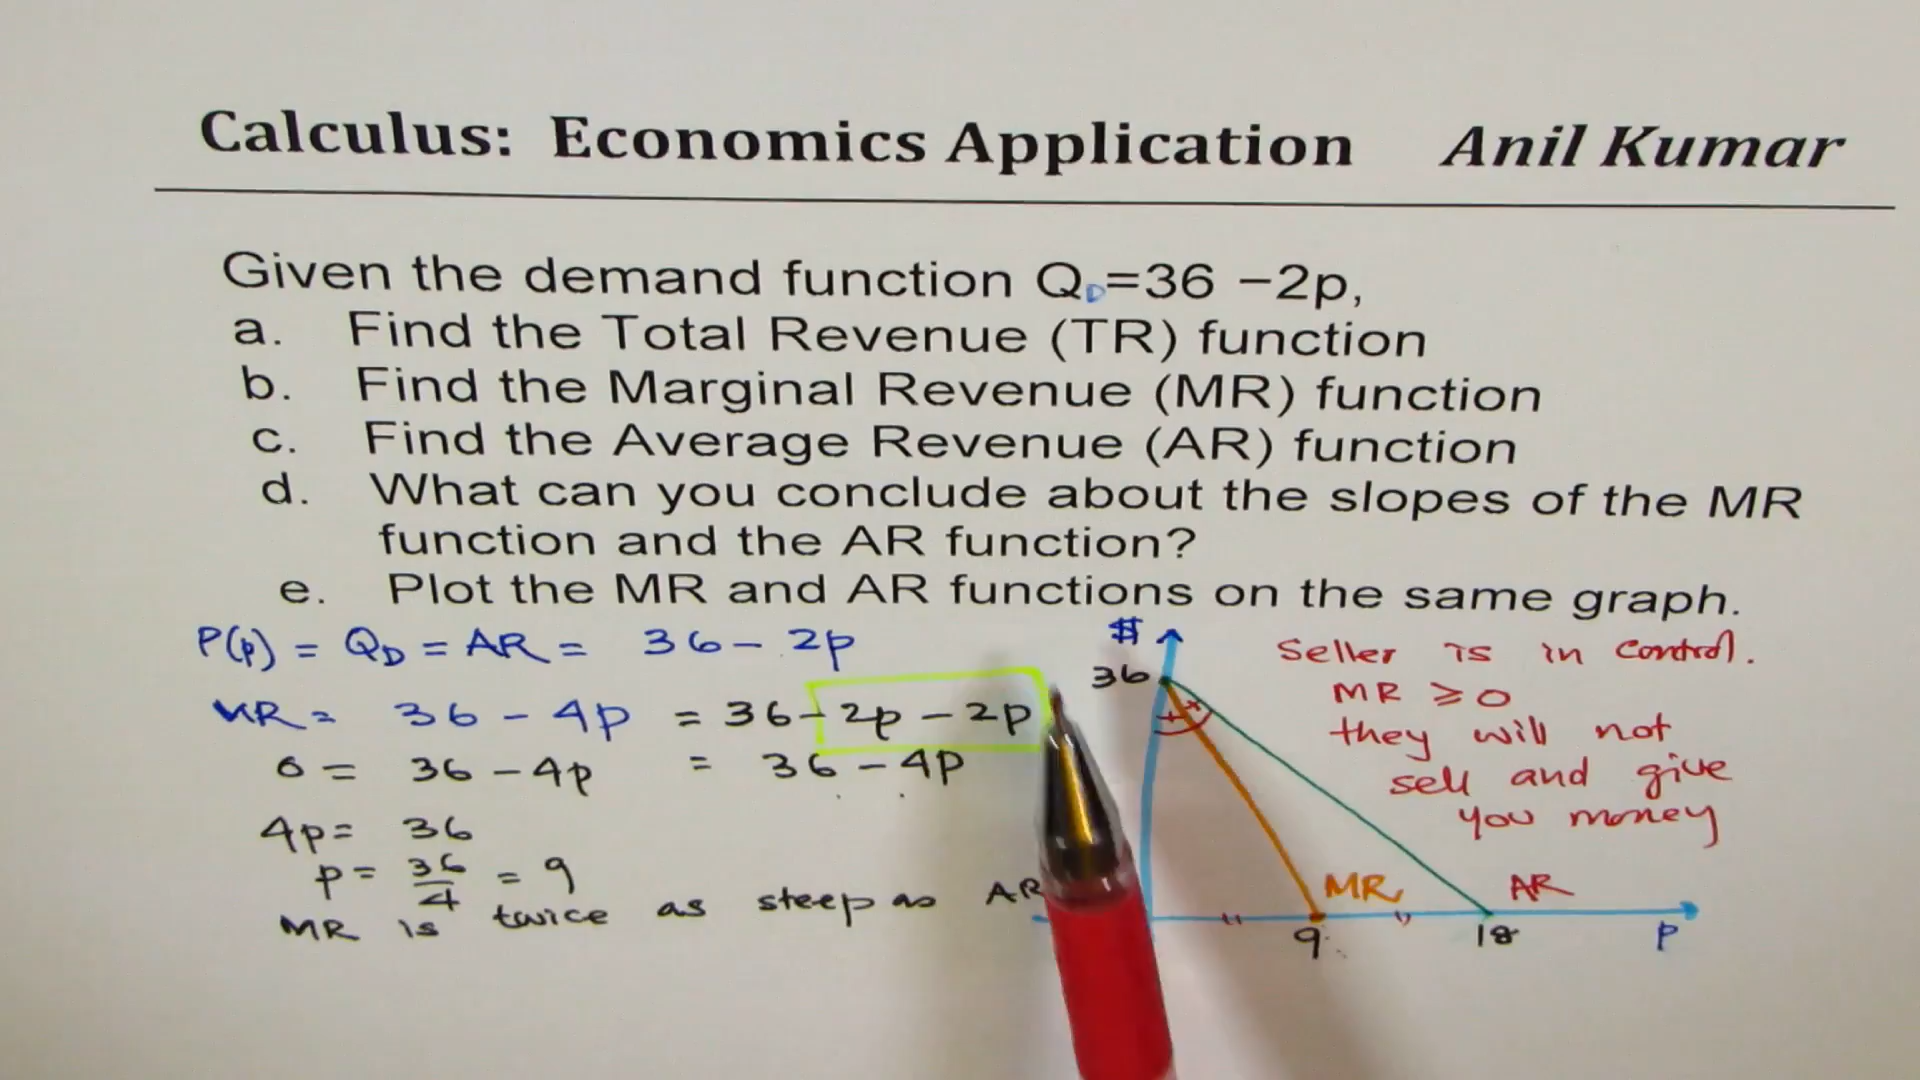 Calculus: Economics Application Anil Kumar
Given the demand function QD=36 −2p,
a. Find the Total Revenue (TR) function
b. Find the Marginal Revenue (MR) function
c. Find the Average Revenue (AR) function
d. What can you conclude about the slopes of the MR
function and the AR function?
e. Plot the MR and AR functions on the same graph.
P(p) = QD = AR = 36 − 2p
MR = 36 − 4p = 36 − 2p − 2p
0 = 36 − 4p = 36 − 4p
4p = 36
p = 36/4 = 9
MR is twice as steep as AR
$
36
Seller is in control.
MR ≥ 0
they will not
sell and give
you money
MR
AR
9
18
P